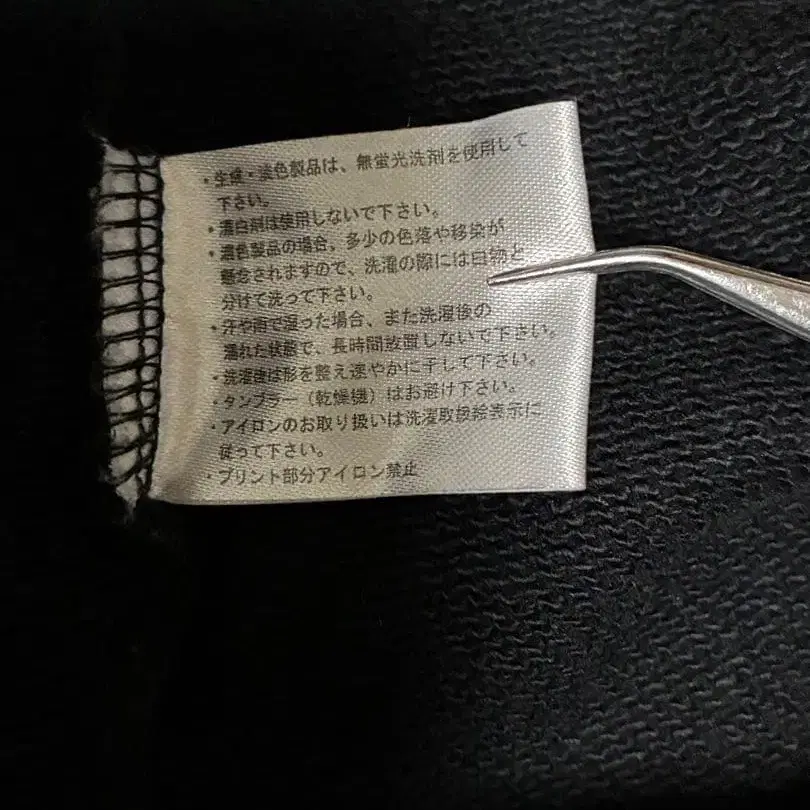 ・生成・淡色製品は、無蛍光洗剤を使用して
下さい。
・漂白剤は使用しないで下さい。
・濃色製品の場合、多少の色落や移染が
懸念されますので、洗濯の際には白物と
分けて洗って下さい。
・汗や雨で湿った場合、また洗濯後の
濡れた状態で、長時間放置しないで下さい。
・洗濯後は形を整え速やかに干して下さい。
・タンブラー（乾燥機）はお避け下さい。
・アイロンのお取り扱いは洗濯取扱絵表示に
従って下さい。
・プリント部分アイロン禁止